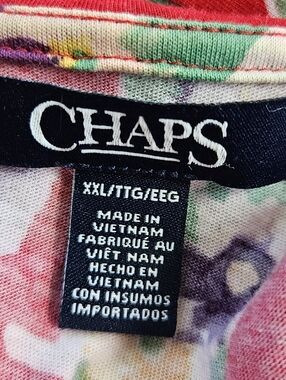 CHAPS
XXL/TTG/EEG
MADE IN
VIETNAM
FABRIQUÉ AU
VIÊT NAM
HECHO EN
VIETNAM
CON INSUMOS
IMPORTADOS